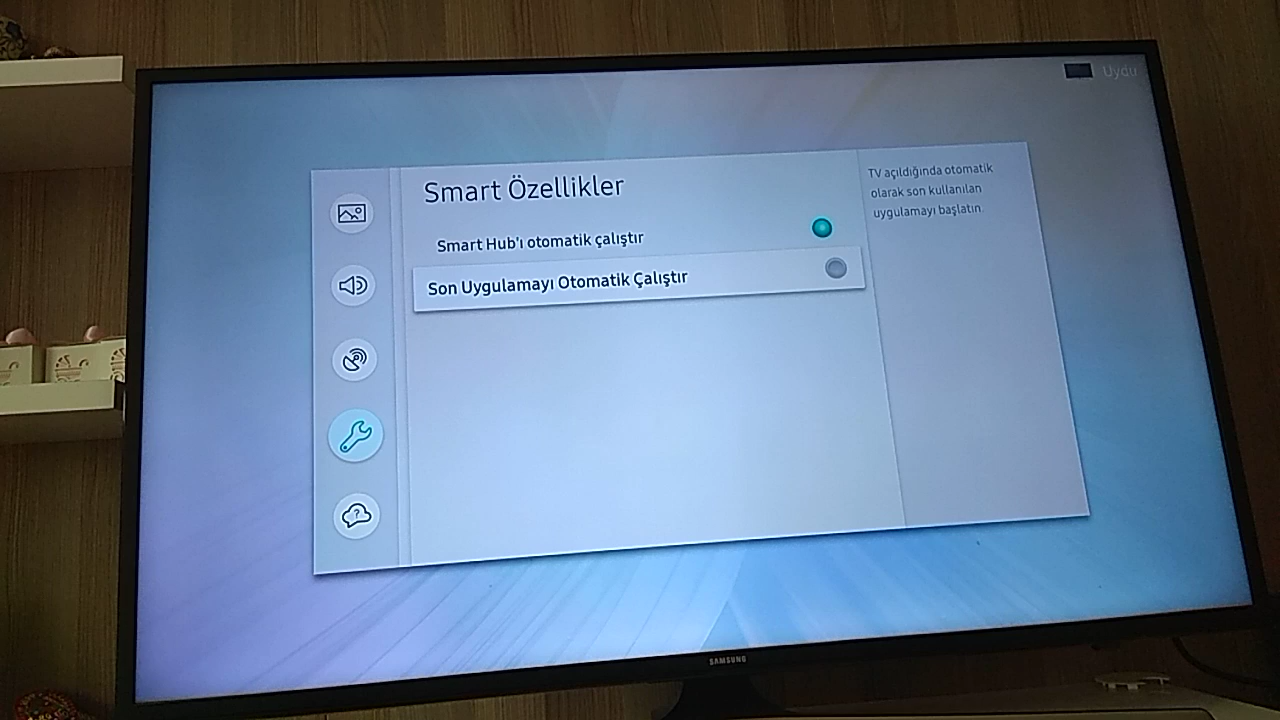 Uydu
Smart Özellikler
Smart Hub'ı otomatik çalıştır
Son Uygulamayı Otomatik Çalıştır
TV açıldığında otomatik
olarak son kullanılan
uygulamayı başlatın.
?
SAMSUNG